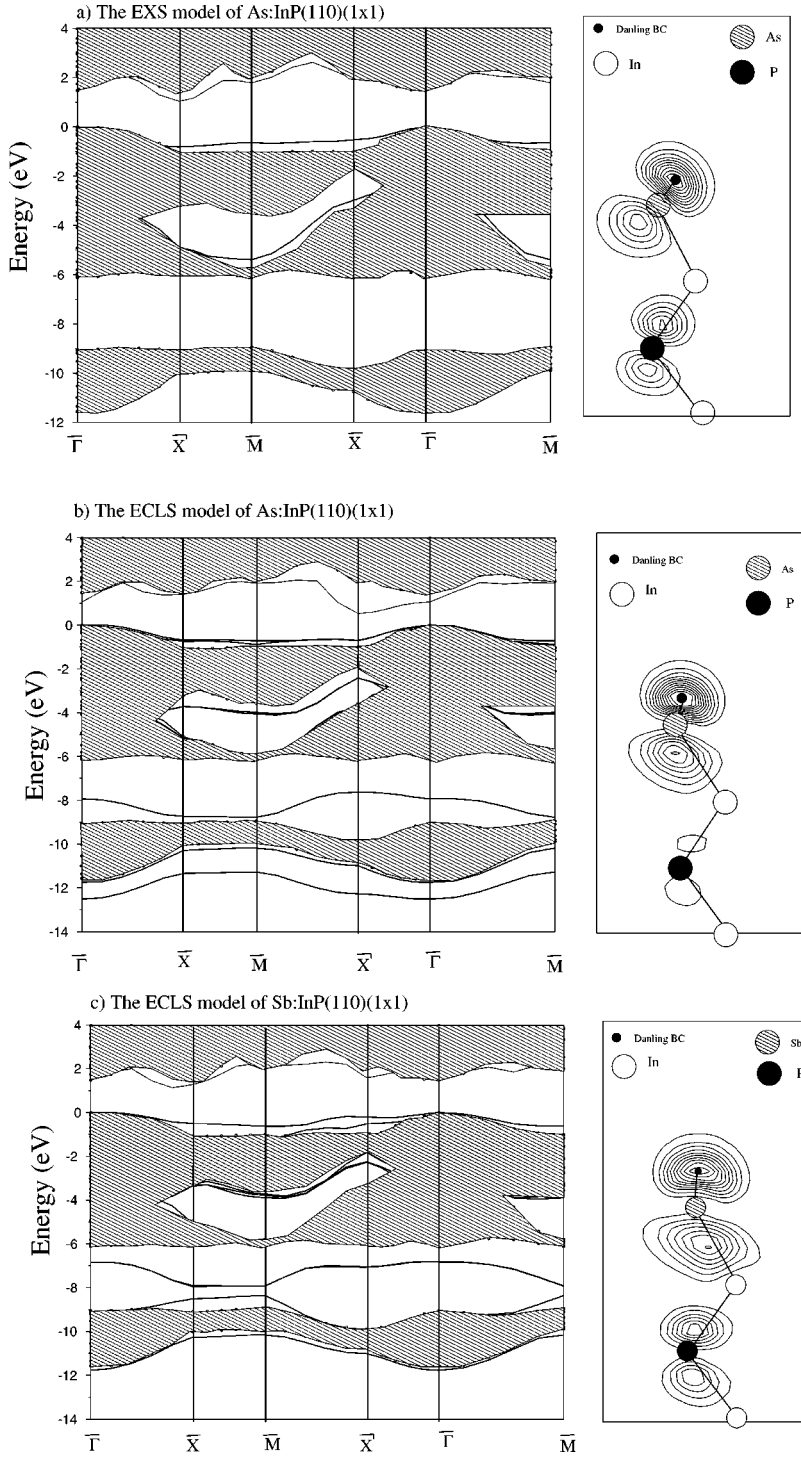 a) The EXS model of As:InP(110)(1x1)
Energy (eV)
4
2
0
-2
-4
-6
-8
-10
-12
Γ̅ X̅ M̅ X̅ Γ̅ M̅
Danling BC
As
In
P
b) The ECLS model of As:InP(110)(1x1)
Energy (eV)
4
2
0
-2
-4
-6
-8
-10
-12
-14
Γ̅ X̅ M̅ X̅' Γ̅ M̅
Danling BC
As
In
P
c) The ECLS model of Sb:InP(110)(1x1)
Energy (eV)
4
2
0
-2
-4
-6
-8
-10
-12
-14
Γ̅ X̅ M̅ X̅' Γ̅ M̅
Danling BC
Sb
In
P